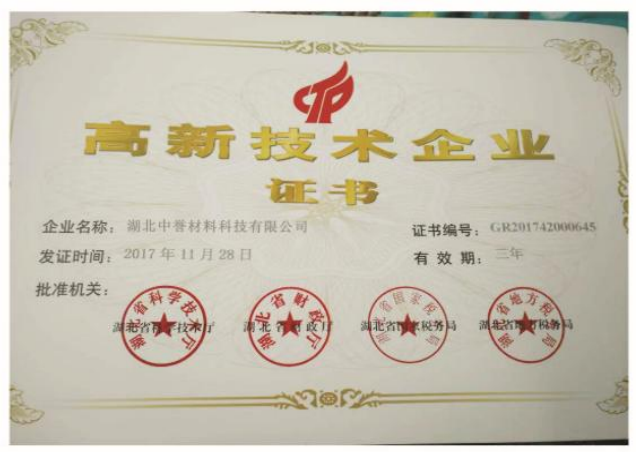 高新技术企业
证书
企业名称：湖北中誉材料科技有限公司
证书编号：GR201742000645
发证时间：2017年11月28日
有效期：三年
批准机关：
湖北省科学技术厅
湖北省财政厅
湖北省国家税务局
湖北省地方税务局